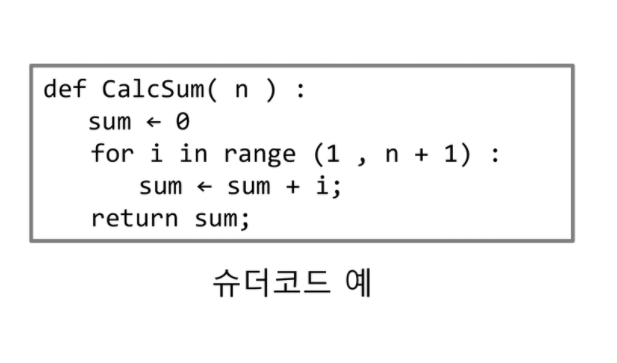 def CalcSum( n ) :
sum ← 0
for i in range (1 , n + 1) :
sum ← sum + i;
return sum;
슈더코드 예